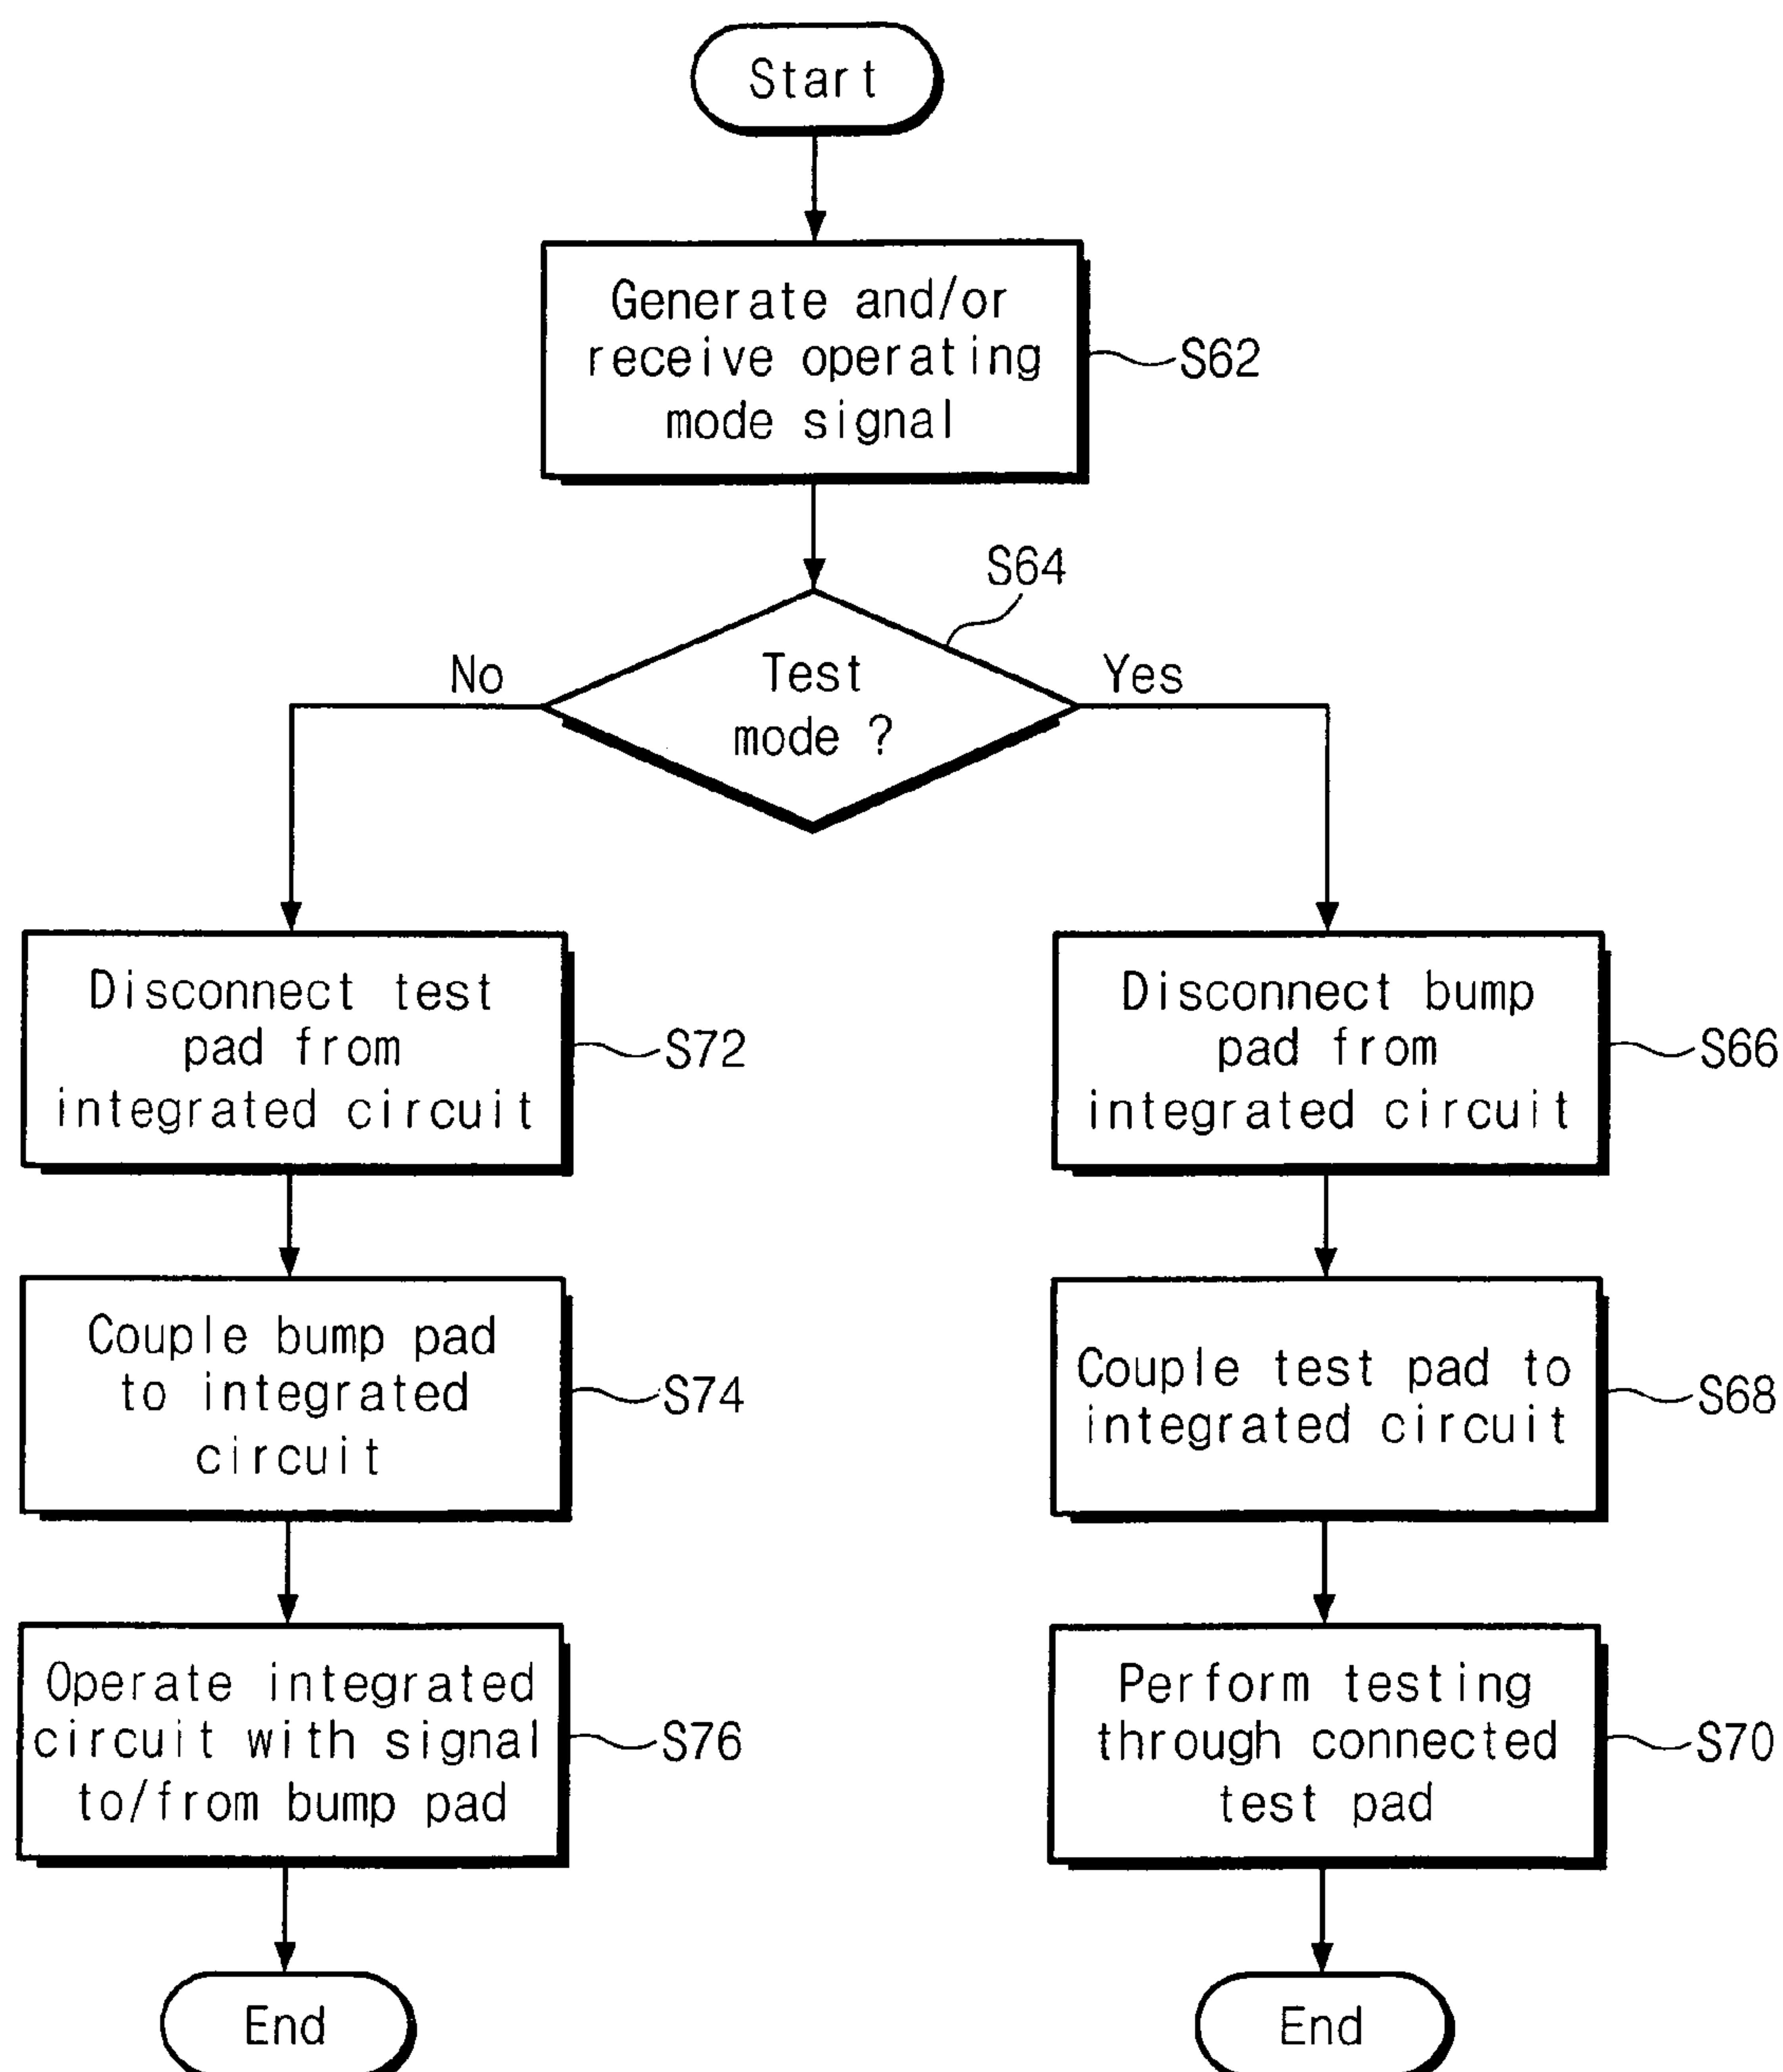 Start
Generate and/or
receive operating
mode signal
S62
S64
No
Test
mode ?
Yes
Disconnect test
pad from
integrated circuit
S72
Disconnect bump
pad from
integrated circuit
S66
Couple bump pad
to integrated
circuit
S74
Couple test pad to
integrated circuit
S68
Operate integrated
circuit with signal
to/from bump pad
S76
Perform testing
through connected
test pad
S70
End
End